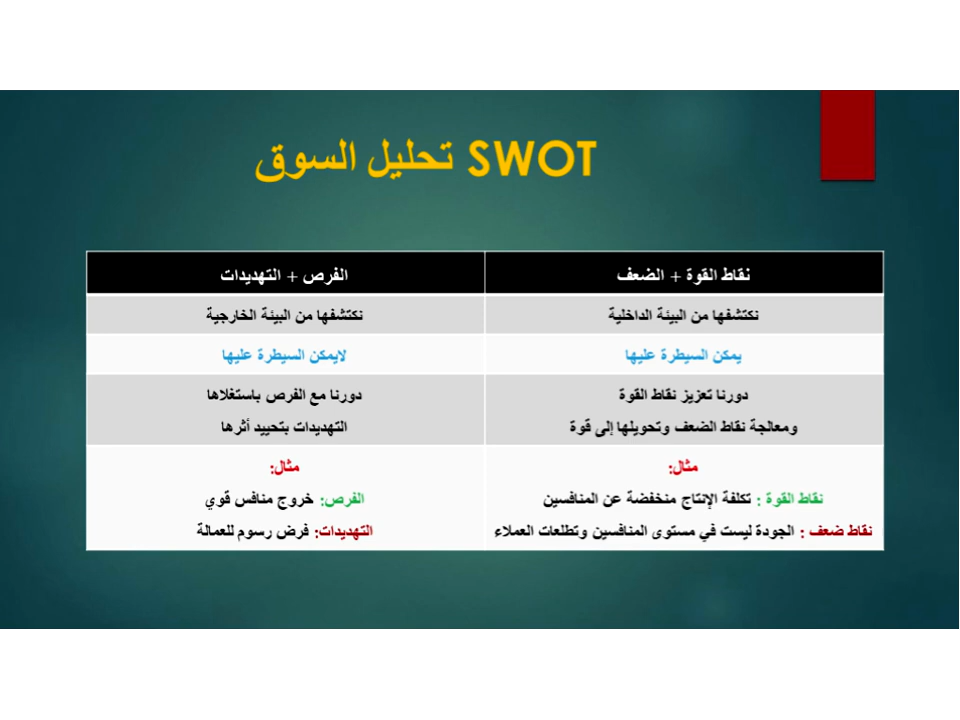 تحليل السوق SWOT
نقاط القوة + الضعف
الفرص + التهديدات
نكتشفها من البيئة الداخلية
نكتشفها من البيئة الخارجية
يمكن السيطرة عليها
لايمكن السيطرة عليها
دورنا تعزيز نقاط القوة
ومعالجة نقاط الضعف وتحويلها إلى قوة
دورنا مع الفرص باستغلاها
التهديدات بتحييد أثرها
مثال:
نقاط القوة : تكلفة الإنتاج منخفضة عن المنافسين
نقاط ضعف : الجودة ليست في مستوى المنافسين وتطلعات العملاء
مثال:
الفرص: خروج منافس قوي
التهديدات: فرض رسوم للعمالة